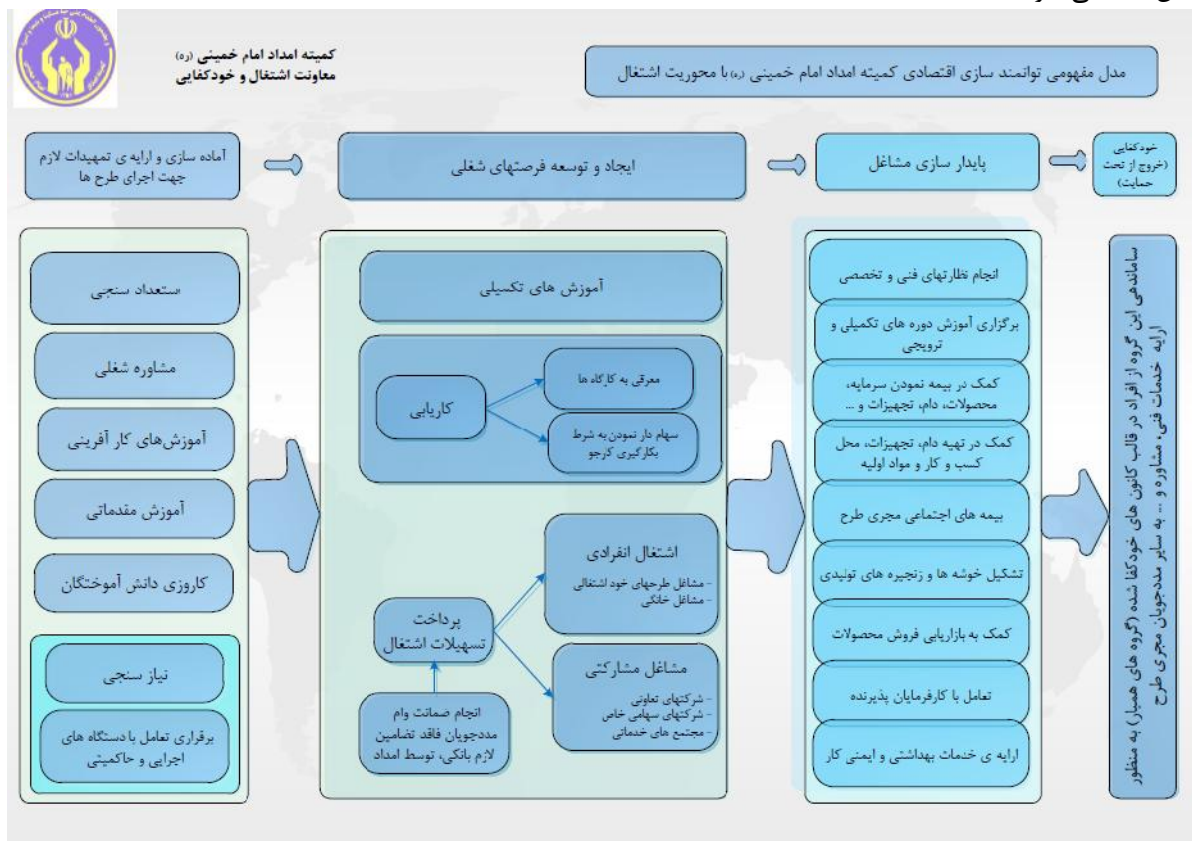 کمیته امداد امام خمینی (ره)
معاونت اشتغال و خودکفایی
مدل مفهومی توانمند سازی اقتصادی کمیته امداد امام خمینی (ره) با محوریت اشتغال
آماده سازی و ارایه ی تمهیدات لازم
جهت اجرای طرح ها
ایجاد و توسعه فرصتهای شغلی
پایدار سازی مشاغل
خودکفایی
(خروج از تحت
حمایت)
استعداد سنجی
مشاوره شغلی
آموزش‌های کار آفرینی
آموزش مقدماتی
کاروزی دانش آموختگان
نیاز سنجی
برقراری تعامل با دستگاه های
اجرایی و حاکمیتی
آموزش های تکمیلی
کاریابی
معرقی به کارگاه ها
سهام دار نمودن به شرط
بکارگیری کارجو
پرداخت
تسهیلات اشتغال
انجام ضمانت وام
مددجویان فاقد تضامین
لازم بانکی، توسط امداد
اشتغال انفرادی
- مشاغل طرحهای خود اشتغالی
- مشاغل خانگی
مشاغل مشارکتی
- شرکتهای تعاونی
- شرکتهای سهامی خاص
- مجتمع های خدماتی
انجام نظارتهای فنی و تخصصی
برگزاری آموزش دوره های تکمیلی و
ترویجی
کمک در بیمه نمودن سرمایه،
محصولات، دام، تجهیزات و ...
کمک در تهیه دام، تجهیزات، محل
کسب و کار و مواد اولیه
بیمه های اجتماعی مجری طرح
تشکیل خوشه ها و زنجیره های تولیدی
کمک به بازاریابی فروش محصولات
تعامل با کارفرمایان پذیرنده
ارایه ی خدمات بهداشتی و ایمنی کار
ساماندهی این گروه از افراد در قالب کانون های خودکفا شده (گروه های همیار) به منظور
ارایه خدمات فنی، مشاوره و ... به سایر مددجویان مجری طرح